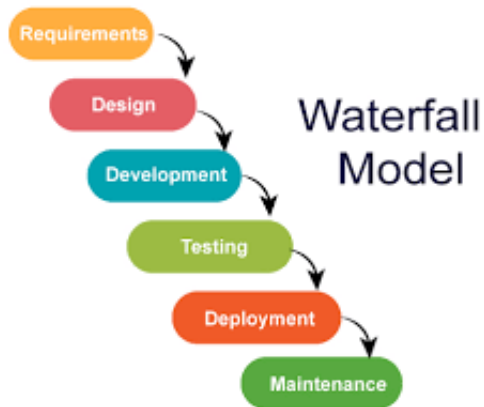 Requirements
Design
Waterfall
Model
Development
Testing
Deployment
Maintenance